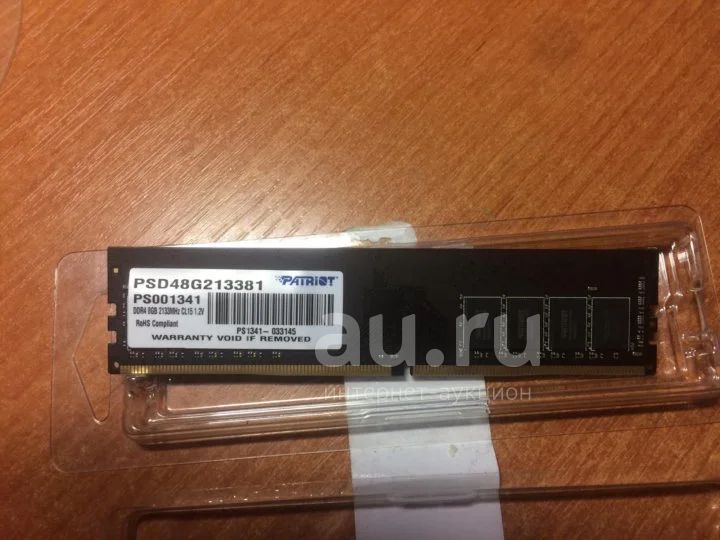 PSD48G213381
PATRIOT
PS001341
DDR4 8GB 2133MHz CL15 1.2V
RoHS Compliant
PS1341- 033145
WARRANTY VOID IF REMOVED
au.ru
интернет-аукцион